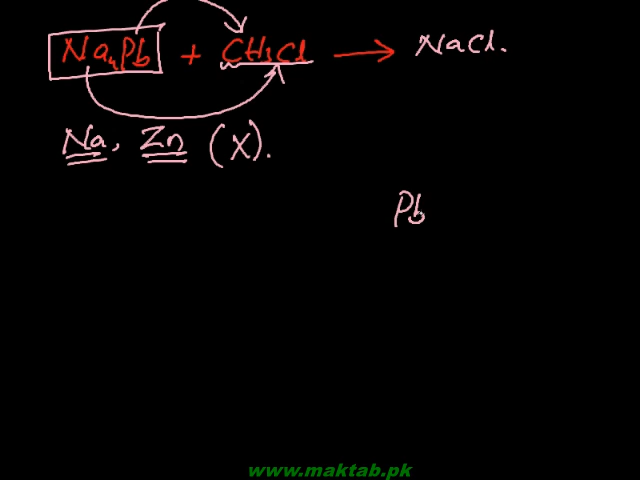 Na₄Pb + CH₃Cl → NaCl.
Na, Zn (X).
Pb
www.maktab.pk